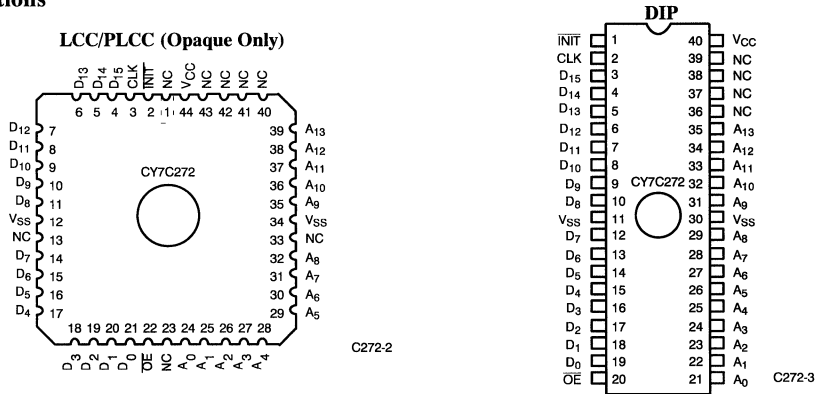 tions
LCC/PLCC (Opaque Only)
D13 D14 D15 CLK INIT NC VCC NC NC NC NC
6 5 4 3 2 1 44 43 42 41 40
D12 7 39 A13
D11 8 38 A12
D10 9 37 A11
D9 10 36 A10
D8 11 35 A9
VSS 12 34 VSS
NC 13 33 NC
D7 14 32 A8
D6 15 31 A7
D5 16 30 A6
D4 17 29 A5
CY7C272
18 19 20 21 22 23 24 25 26 27 28
D3 D2 D1 D0 OE NC A0 A1 A2 A3 A4
C272-2
DIP
INIT 1 40 VCC
CLK 2 39 NC
D15 3 38 NC
D14 4 37 NC
D13 5 36 NC
D12 6 35 A13
D11 7 34 A12
D10 8 33 A11
D9 9 CY7C272 32 A10
D8 10 31 A9
VSS 11 30 VSS
D7 12 29 A8
D6 13 28 A7
D5 14 27 A6
D4 15 26 A5
D3 16 25 A4
D2 17 24 A3
D1 18 23 A2
D0 19 22 A1
OE 20 21 A0
C272-3